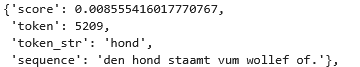 {'score': 0.008555416017770767,
'token': 5209,
'token_str': 'hond',
'sequence': 'den hond staamt vum wollef of.'},